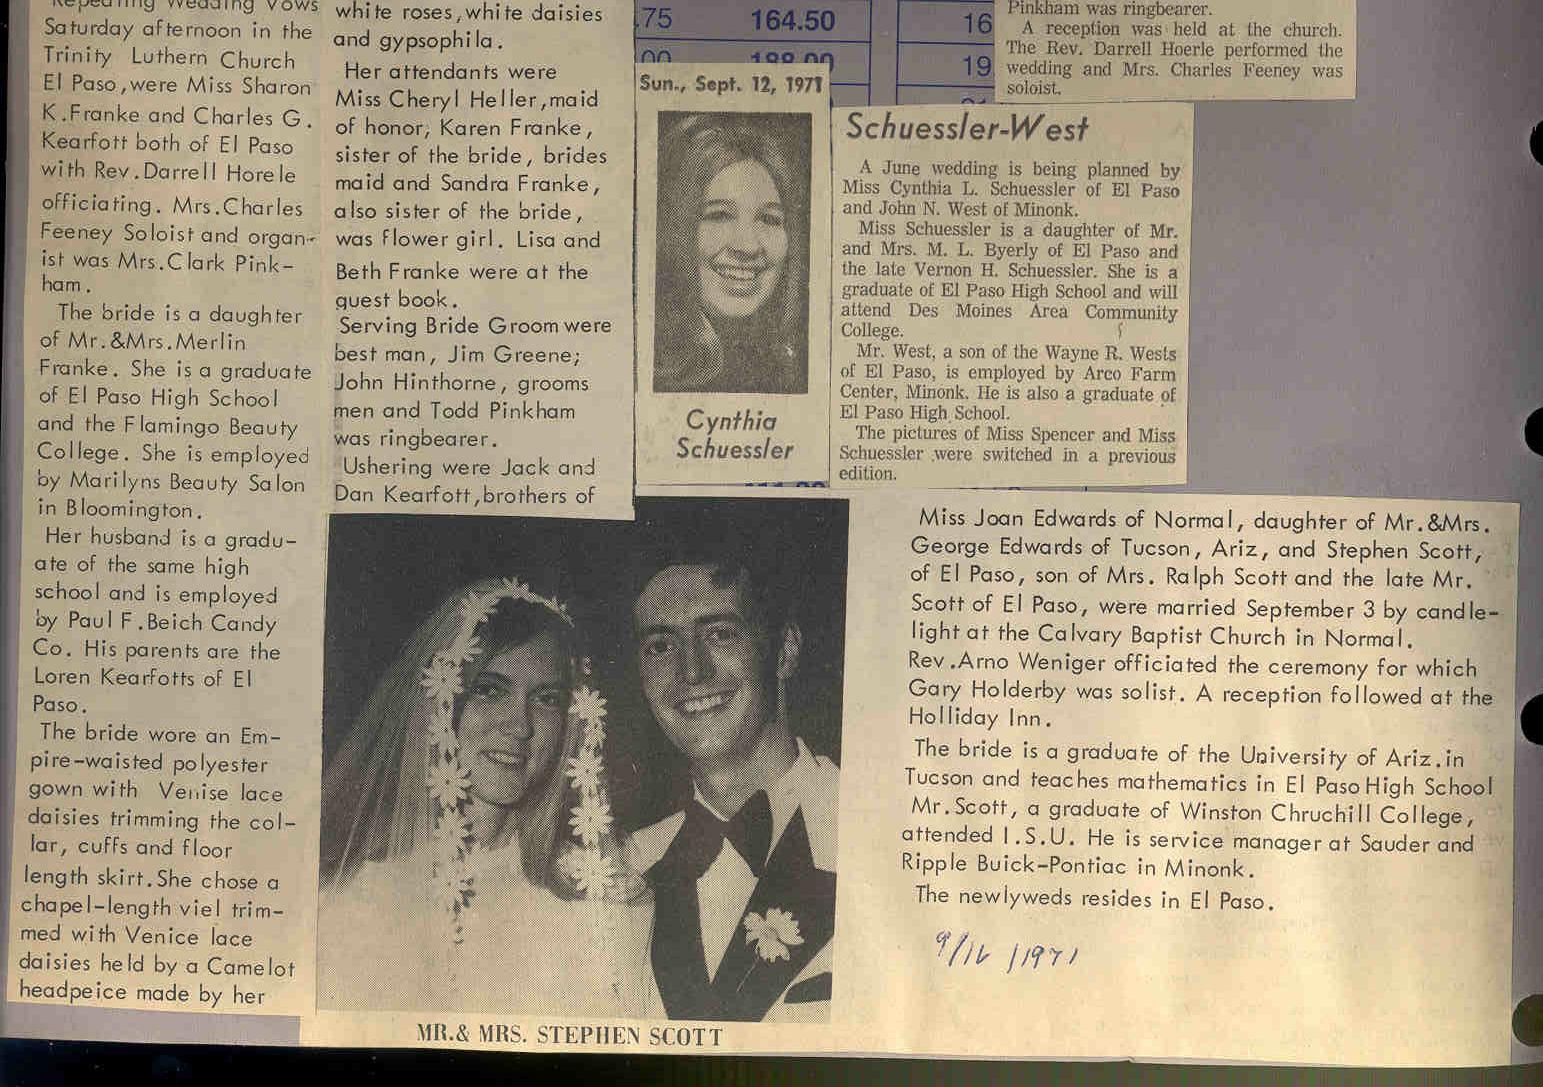 Repeating Wedding Vows
Saturday afternoon in the
Trinity Luthern Church
El Paso,were Miss Sharon
K.Franke and Charles G.
Kearfott both of El Paso
with Rev.Darrell Horele
officiating. Mrs.Charles
Feeney Soloist and organ-
ist was Mrs.Clark Pink-
ham.
The bride is a daughter
of Mr.&Mrs.Merlin
Franke. She is a graduate
of El Paso High School
and the Flamingo Beauty
College. She is employed
by Marilyns Beauty Salon
in Bloomington.
Her husband is a gradu-
ate of the same high
school and is employed
by Paul F.Beich Candy
Co. His parents are the
Loren Kearfotts of El
Paso.
The bride wore an Em-
pire-waisted polyester
gown with Venise lace
daisies trimming the col-
lar, cuffs and floor
length skirt.She chose a
chapel-length viel trim-
med with Venice lace
daisies held by a Camelot
headpeice made by her
white roses,white daisies
and gypsophila.
Her attendants were
Miss Cheryl Heller,maid
of honor; Karen Franke,
sister of the bride, brides
maid and Sandra Franke,
also sister of the bride,
was flower girl. Lisa and
Beth Franke were at the
guest book.
Serving Bride Groom were
best man, Jim Greene;
John Hinthorne, grooms
men and Todd Pinkham
was ringbearer.
Ushering were Jack and
Dan Kearfott,brothers of
.75 164.50
00 188.00
16
19
Pinkham was ringbearer.
A reception was held at the church.
The Rev. Darrell Hoerle performed the
wedding and Mrs. Charles Feeney was
soloist.
Sun., Sept. 12, 1971
Cynthia
Schuessler
Schuessler-West
A June wedding is being planned by
Miss Cynthia L. Schuessler of El Paso
and John N. West of Minonk.
Miss Schuessler is a daughter of Mr.
and Mrs. M. L. Byerly of El Paso and
the late Vernon H. Schuessler. She is a
graduate of El Paso High School and will
attend Des Moines Area Community
College.
Mr. West, a son of the Wayne R. Wests
of El Paso, is employed by Arco Farm
Center, Minonk. He is also a graduate of
El Paso High School.
The pictures of Miss Spencer and Miss
Schuessler were switched in a previous
edition.
MR.& MRS. STEPHEN SCOTT
Miss Joan Edwards of Normal, daughter of Mr.&Mrs.
George Edwards of Tucson, Ariz, and Stephen Scott,
of El Paso, son of Mrs. Ralph Scott and the late Mr.
Scott of El Paso, were married September 3 by candle-
light at the Calvary Baptist Church in Normal.
Rev.Arno Weniger officiated the ceremony for which
Gary Holderby was solist. A reception followed at the
Holliday Inn.
The bride is a graduate of the University of Ariz.in
Tucson and teaches mathematics in El Paso High School
Mr.Scott, a graduate of Winston Chruchill College,
attended I.S.U. He is service manager at Sauder and
Ripple Buick-Pontiac in Minonk.
The newlyweds resides in El Paso.
9/16/1971